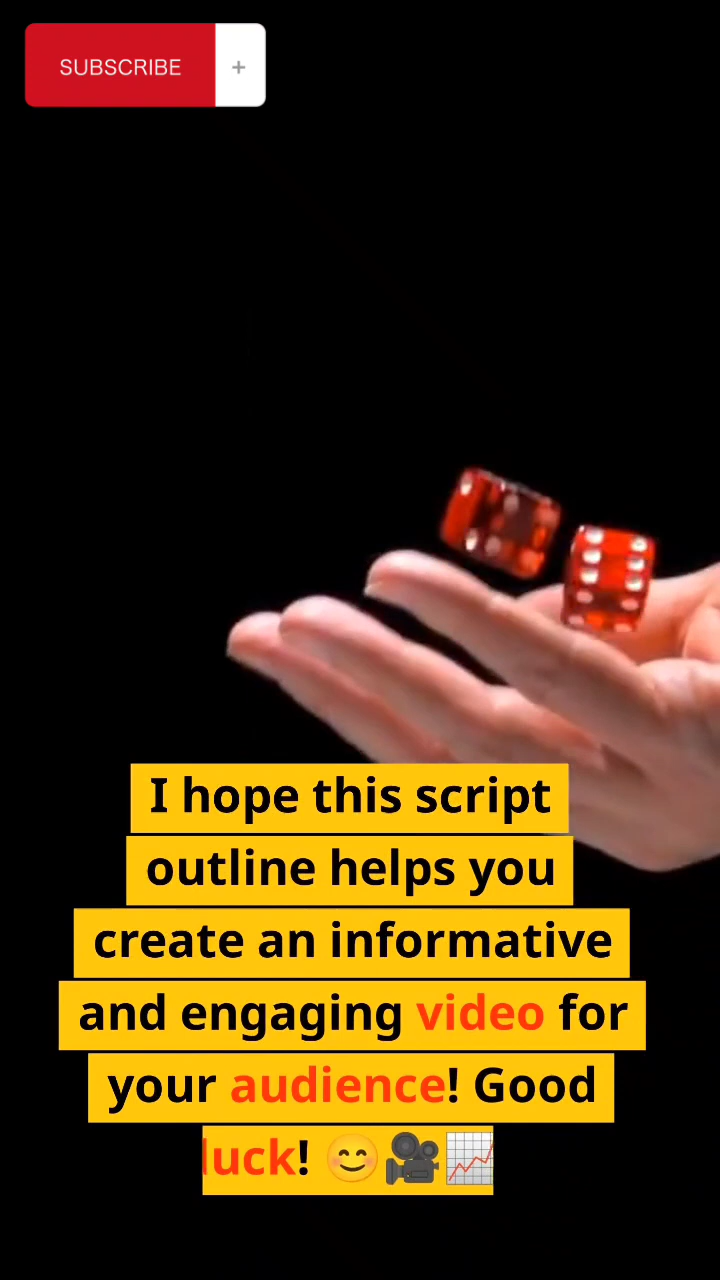 SUBSCRIBE +
I hope this script
outline helps you
create an informative
and engaging video for
your audience! Good
luck! 😊🎥📈